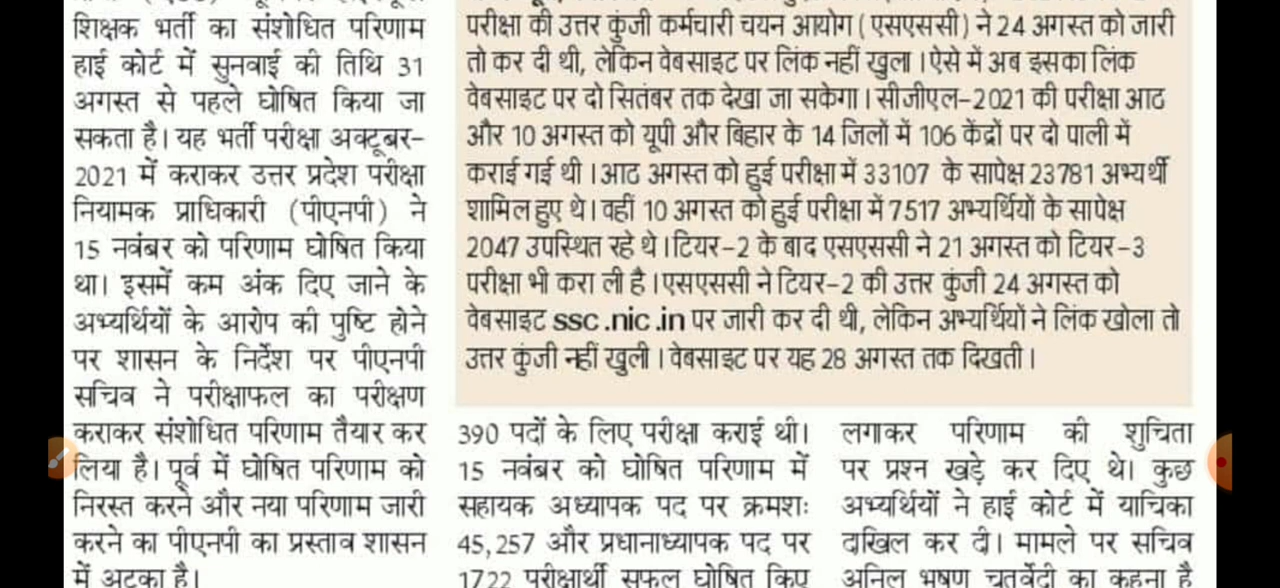 शिक्षक भर्ती का संशोधित परिणाम
हाई कोर्ट में सुनवाई की तिथि 31
अगस्त से पहले घोषित किया जा
सकता है। यह भर्ती परीक्षा अक्टूबर-
2021 में कराकर उत्तर प्रदेश परीक्षा
नियामक प्राधिकारी (पीएनपी) ने
15 नवंबर को परिणाम घोषित किया
था। इसमें कम अंक दिए जाने के
अभ्यर्थियों के आरोप की पुष्टि होने
पर शासन के निर्देश पर पीएनपी
सचिव ने परीक्षाफल का परीक्षण
कराकर संशोधित परिणाम तैयार कर
लिया है। पूर्व में घोषित परिणाम को
निरस्त करने और नया परिणाम जारी
करने का पीएनपी का प्रस्ताव शासन
में अटका है।
परीक्षा की उत्तर कुंजी कर्मचारी चयन आयोग (एसएससी) ने 24 अगस्त को जारी
तो कर दी थी, लेकिन वेबसाइट पर लिंक नहीं खुला। ऐसे में अब इसका लिंक
वेबसाइट पर दो सितंबर तक देखा जा सकेगा। सीजीएल-2021 की परीक्षा आठ
और 10 अगस्त को यूपी और बिहार के 14 जिलों में 106 केंद्रों पर दो पाली में
कराई गई थी। आठ अगस्त को हुई परीक्षा में 33107 के सापेक्ष 23781 अभ्यर्थी
शामिल हुए थे। वहीं 10 अगस्त को हुई परीक्षा में 7517 अभ्यर्थियों के सापेक्ष
2047 उपस्थित रहे थे। टियर-2 के बाद एसएससी ने 21 अगस्त को टियर-3
परीक्षा भी करा ली है। एसएससी ने टियर-2 की उत्तर कुंजी 24 अगस्त को
वेबसाइट ssc.nic.in पर जारी कर दी थी, लेकिन अभ्यर्थियों ने लिंक खोला तो
उत्तर कुंजी नहीं खुली। वेबसाइट पर यह 28 अगस्त तक दिखती।
390 पदों के लिए परीक्षा कराई थी।
15 नवंबर को घोषित परिणाम में
सहायक अध्यापक पद पर क्रमशः
45,257 और प्रधानाध्यापक पद पर
1722 परीक्षार्थी सफल घोषित किए
लगाकर परिणाम की शुचिता
पर प्रश्न खड़े कर दिए थे। कुछ
अभ्यर्थियों ने हाई कोर्ट में याचिका
दाखिल कर दी। मामले पर सचिव
अनिल भूषण चतुर्वेदी का कहना है